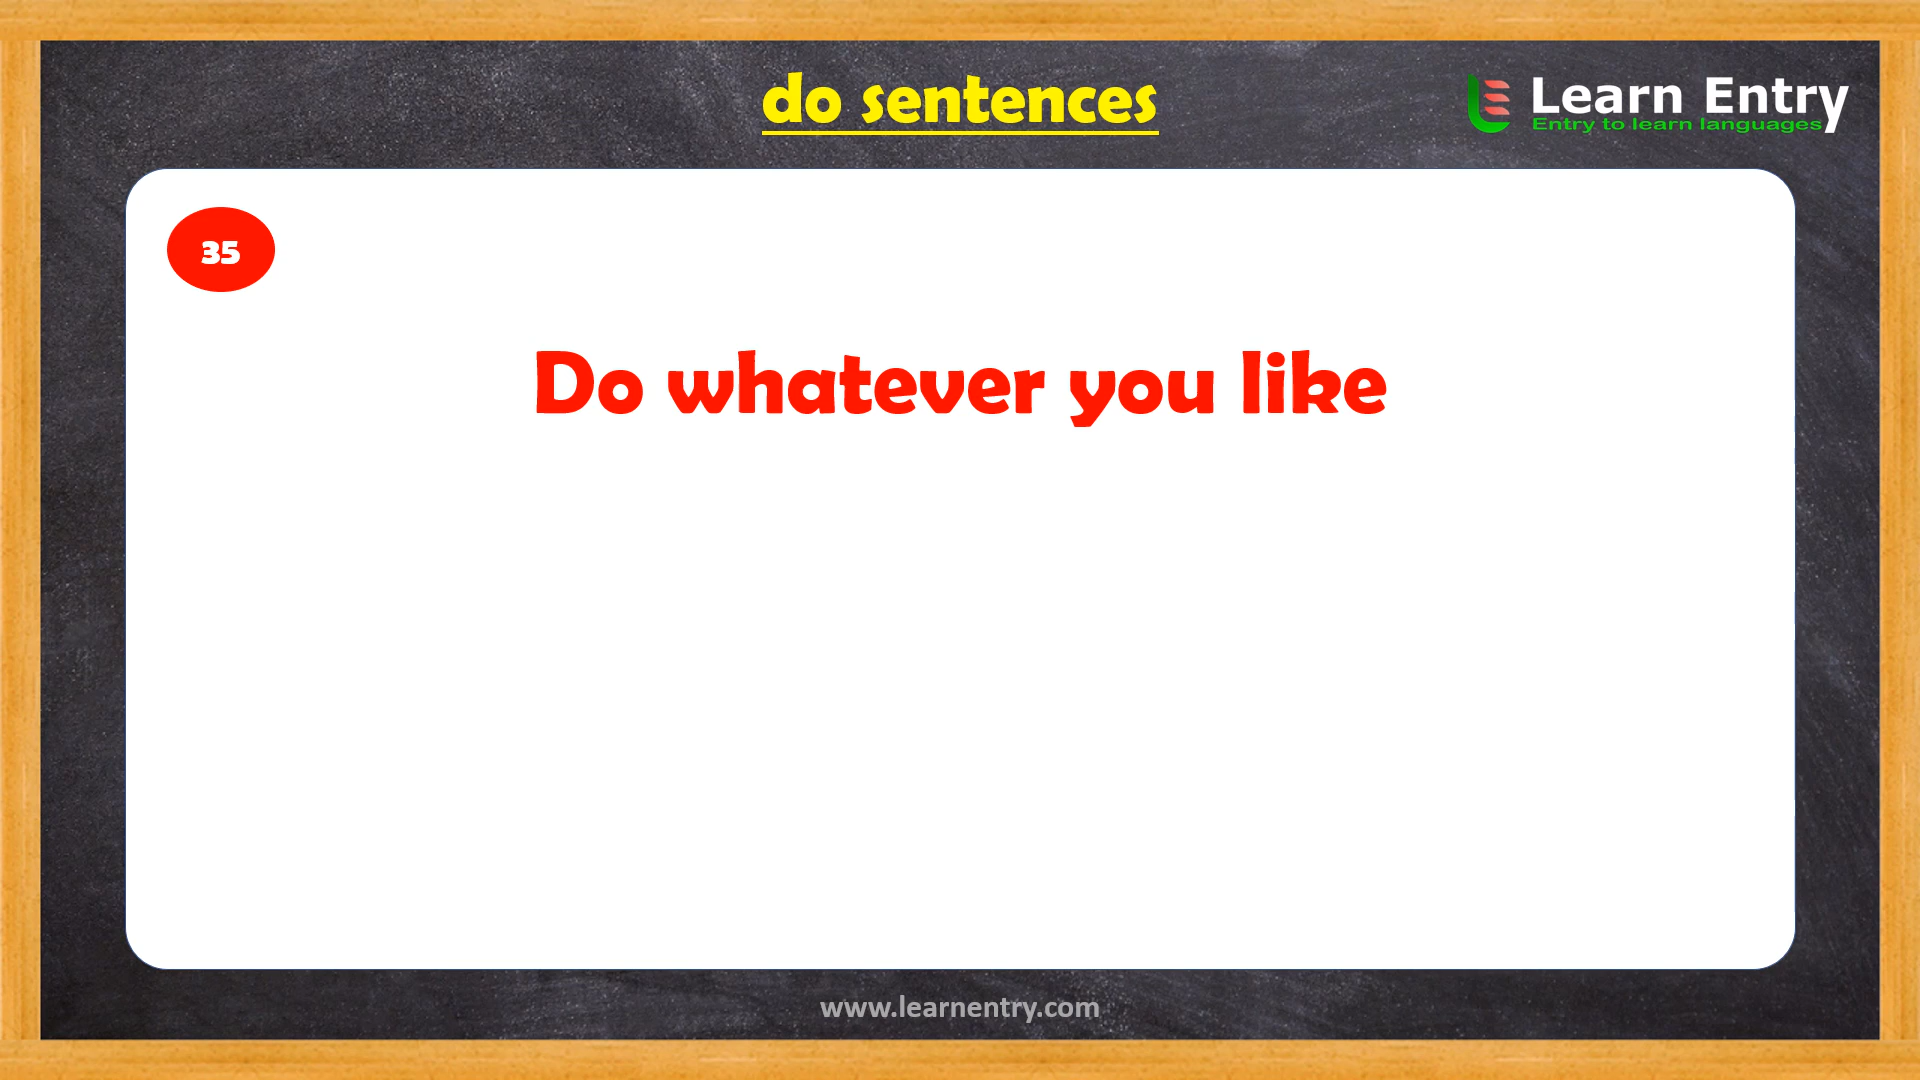 do sentences
Learn Entry
Entry to learn languages
35
Do whatever you like
www.learnentry.com